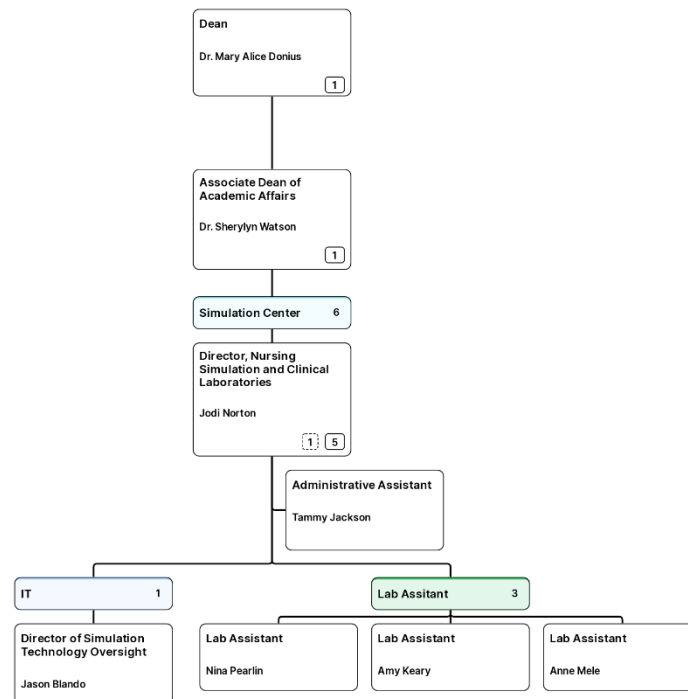 Dean
Dr. Mary Alice Donius
1
Associate Dean of
Academic Affairs
Dr. Sherylyn Watson
1
Simulation Center 6
Director, Nursing
Simulation and Clinical
Laboratories
Jodi Norton
1 5
Administrative Assistant
Tammy Jackson
IT 1
Lab Assitant 3
Director of Simulation
Technology Oversight
Jason Blando
Lab Assistant
Nina Pearlin
Lab Assistant
Amy Keary
Lab Assistant
Anne Mele